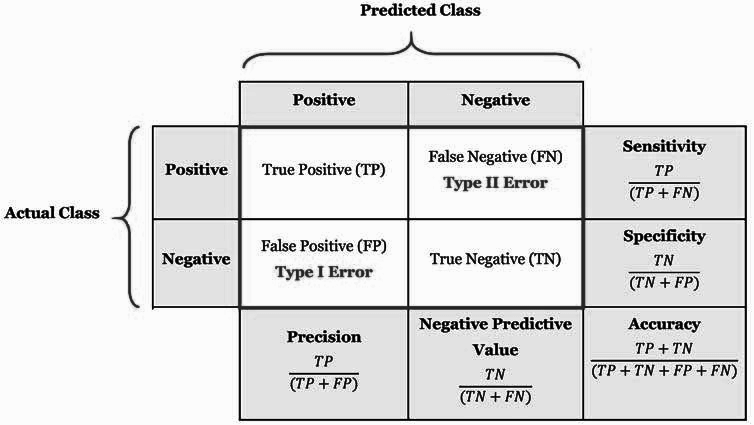 Predicted Class
Positive Negative
Positive True Positive (TP) False Negative (FN) Type II Error Sensitivity TP / (TP + FN)
Actual Class
Negative False Positive (FP) Type I Error True Negative (TN) Specificity TN / (TN + FP)
Precision TP / (TP + FP) Negative Predictive Value TN / (TN + FN) Accuracy TP + TN / (TP + TN + FP + FN)